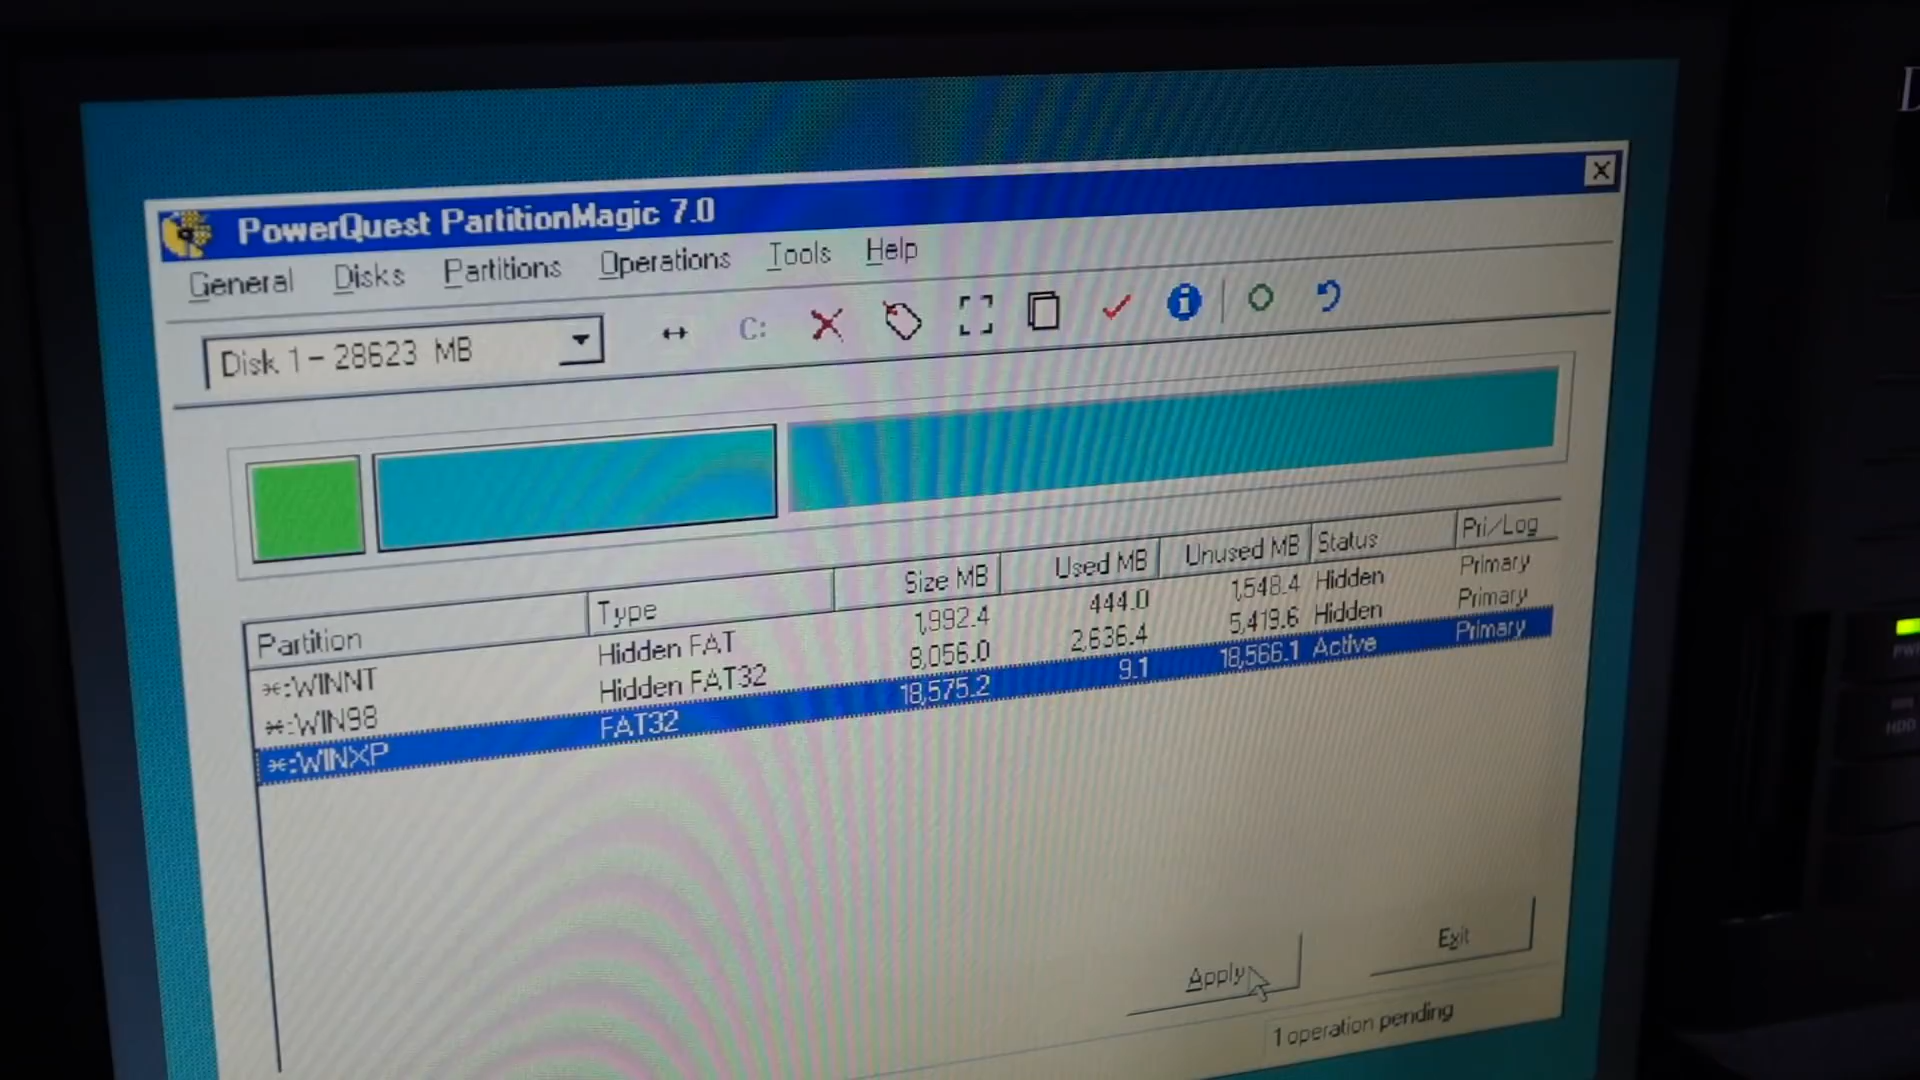 PowerQuest PartitionMagic 7.0
General Disks Partitions Operations Tools Help
Disk 1 - 28623 MB
C:
Partition Type Size MB Used MB Unused MB Status Pri/Log
*:WINNT Hidden FAT 1,992.4 444.0 1,548.4 Hidden Primary
*:WIN98 Hidden FAT32 8,056.0 2,636.4 5,419.6 Hidden Primary
*:WINXP FAT32 18,575.2 9.1 18,566.1 Active Primary
Apply Exit
1 operation pending